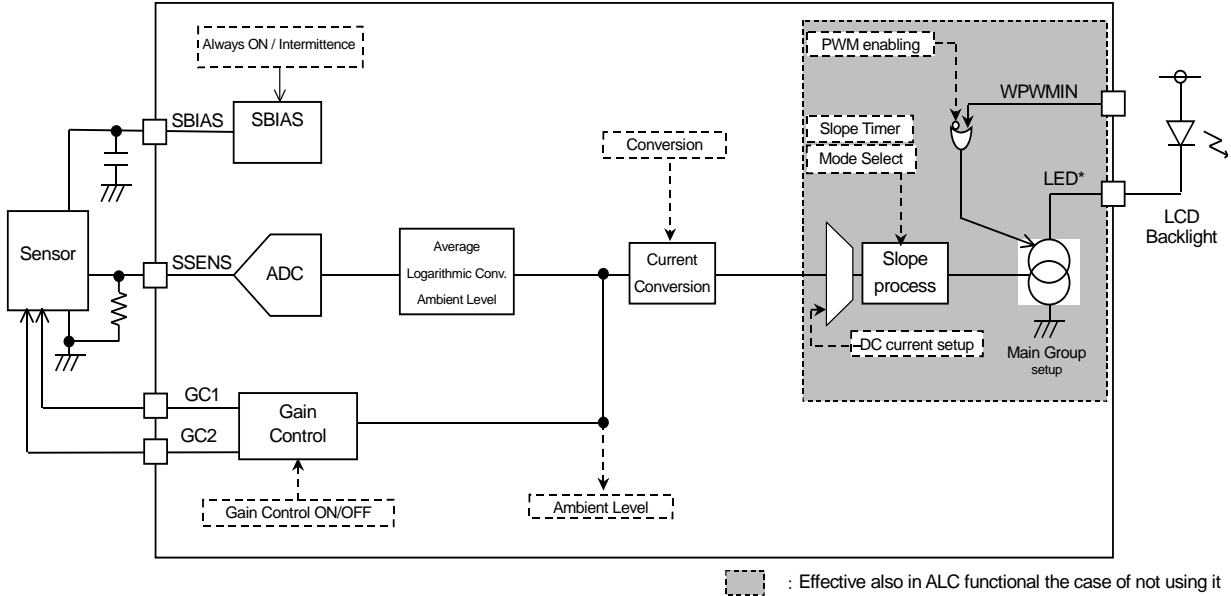 Always ON / Intermittence
SBIAS
SBIAS
Sensor
SSENS
ADC
Average
Logarithmic Conv.
Ambient Level
Conversion
Current
Conversion
PWM enabling
WPWMIN
Slope Timer
Mode Select
LED*
Slope
process
DC current setup
Main Group
setup
LCD
Backlight
GC1
GC2
Gain
Control
Gain Control ON/OFF
Ambient Level
: Effective also in ALC functional the case of not using it